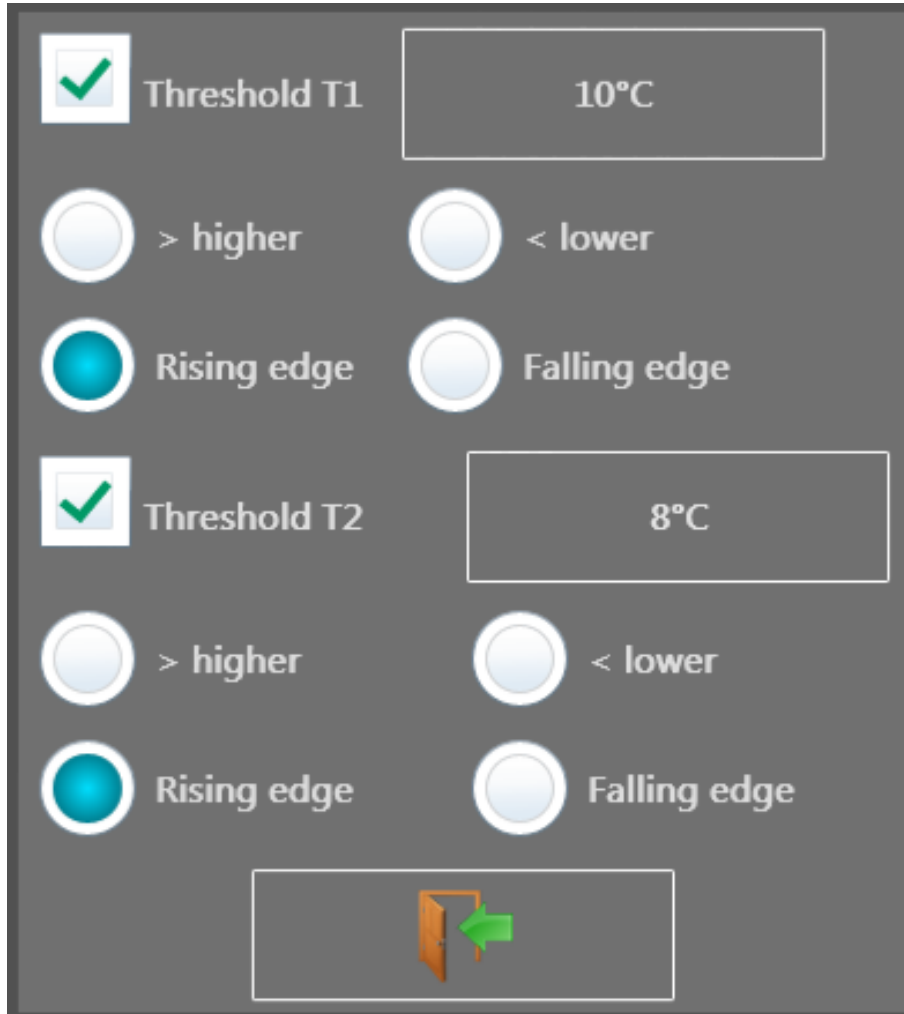 Threshold T1 10°C
> higher < lower
Rising edge Falling edge
Threshold T2 8°C
> higher < lower
Rising edge Falling edge